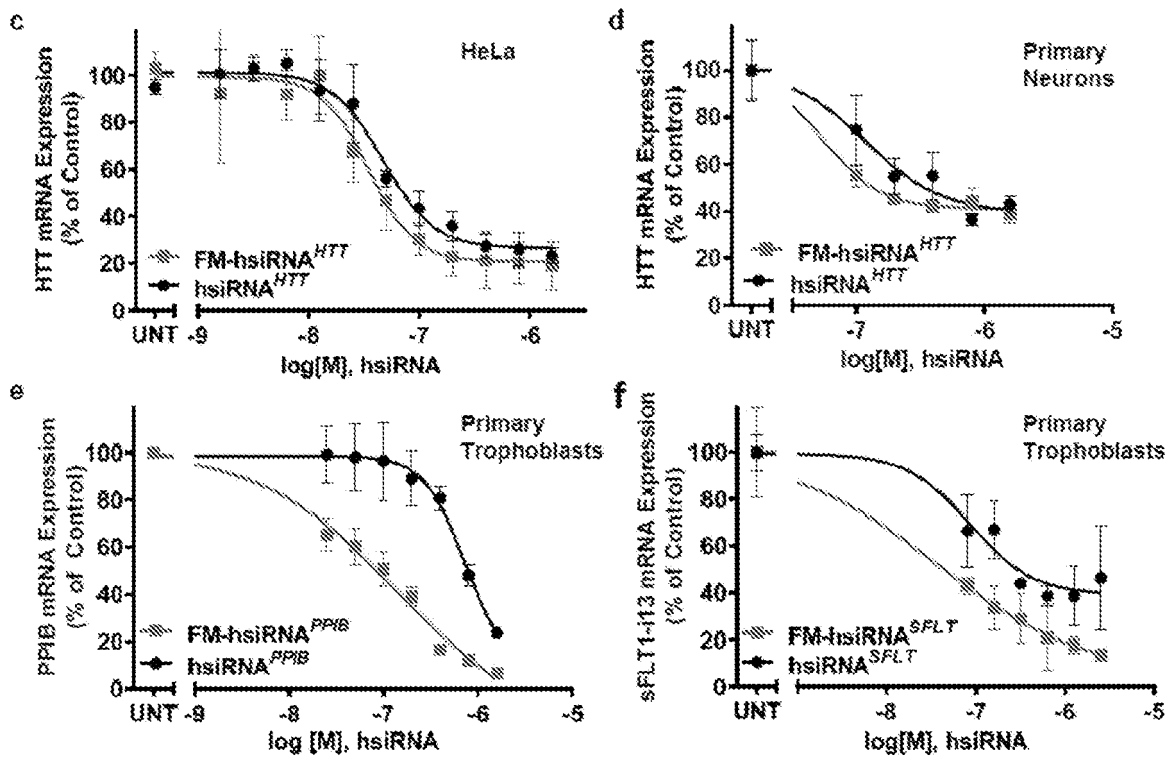 c
HeLa
HTT mRNA Expression
(% of Control)
100
80
60
40
20
0
FM-hsiRNA^HTT
hsiRNA^HTT
UNT
-9
-8
-7
-6
log[M], hsiRNA
d
Primary
Neurons
HTT mRNA Expression
(% of Control)
100
80
60
40
20
0
FM-hsiRNA^HTT
hsiRNA^HTT
UNT
-7
-6
-5
log[M], hsiRNA
e
Primary
Trophoblasts
PPIB mRNA Expression
(% of Control)
100
80
60
40
20
0
FM-hsiRNA^PPIB
hsiRNA^PPIB
UNT
-9
-8
-7
-6
-5
log [M], hsiRNA
f
Primary
Trophoblasts
sFLT1-i13 mRNA Expression
(% of Control)
100
80
60
40
20
0
FM-hsiRNA^SFLT
hsiRNA^SFLT
UNT
-8
-7
-6
-5
log[M], hsiRNA